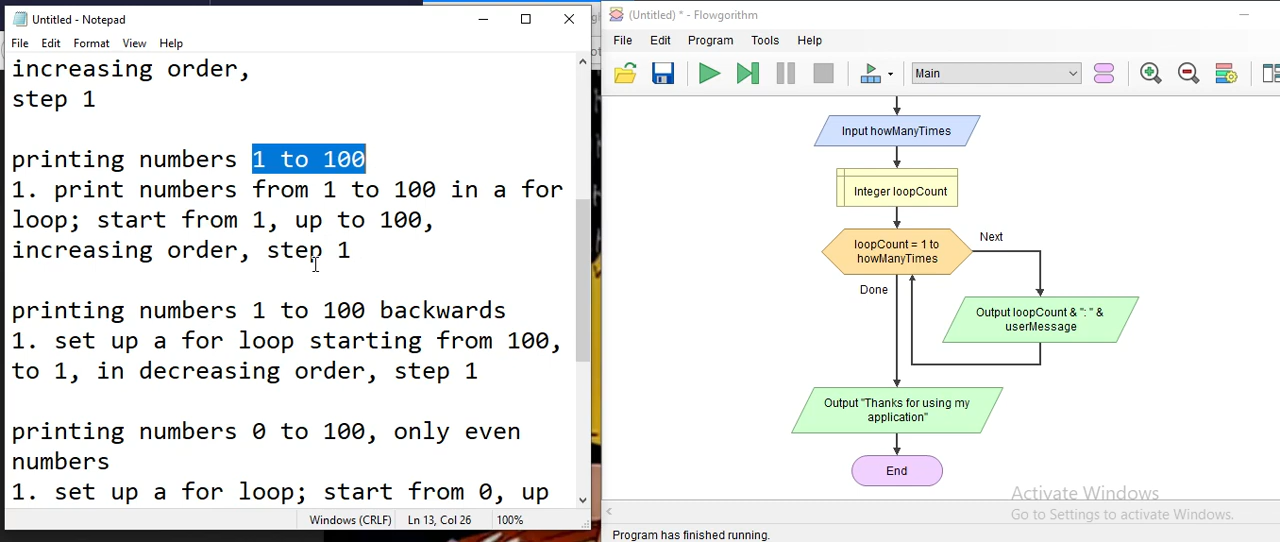 Untitled - Notepad
File Edit Format View Help
increasing order,
step 1
printing numbers 1 to 100
1. print numbers from 1 to 100 in a for
loop; start from 1, up to 100,
increasing order, step 1
printing numbers 1 to 100 backwards
1. set up a for loop starting from 100,
to 1, in decreasing order, step 1
printing numbers 0 to 100, only even
numbers
1. set up a for loop; start from 0, up
Windows (CRLF) Ln 13, Col 26 100%
(Untitled) * - Flowgorithm
File Edit Program Tools Help
Main
Input howManyTimes
Integer loopCount
loopCount = 1 to
howManyTimes
Next
Done
Output loopCount & ": " &
userMessage
Output "Thanks for using my
application"
End
Activate Windows
Go to Settings to activate Windows.
Program has finished running.